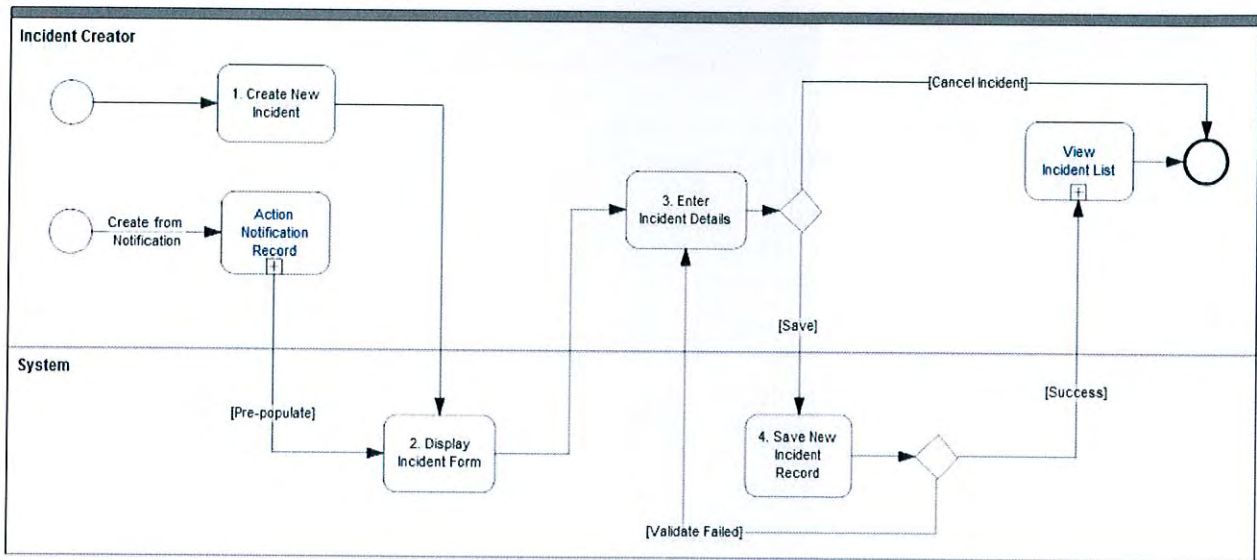 Incident Creator
1. Create New
Incident
[Cancel Incident]
View
Incident List
3. Enter
Incident Details
Create from
Notification
Action
Notification
Record
[Save]
System
[Pre-populate]
[Success]
2. Display
Incident Form
4. Save New
Incident
Record
[Validate Failed]